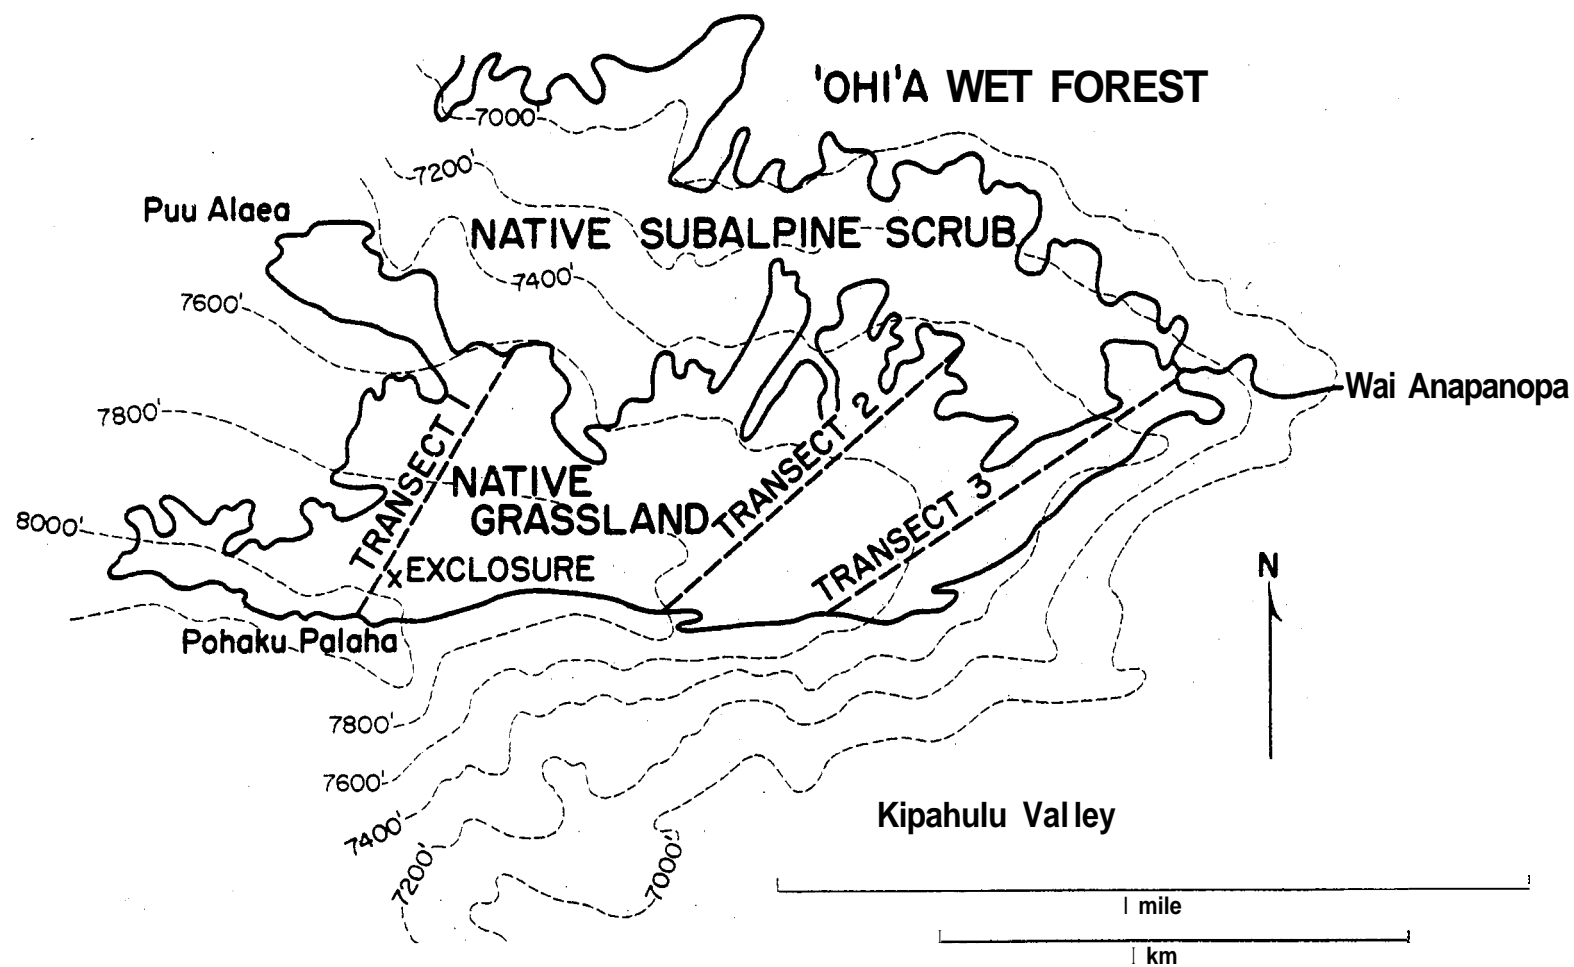 'OHI'A WET FOREST
7000'
7200'
Puu Alaea
NATIVE SUBALPINE SCRUB
7400'
7600'
Wai Anapanopa
7800'
TRANSECT 1
TRANSECT 2
NATIVE
GRASSLAND
TRANSECT 3
8000'
x EXCLOSURE
N
Pohaku Palaha
7800'
7600'
7400'
Kipahulu Valley
7200'
7000'
1 mile
1 km